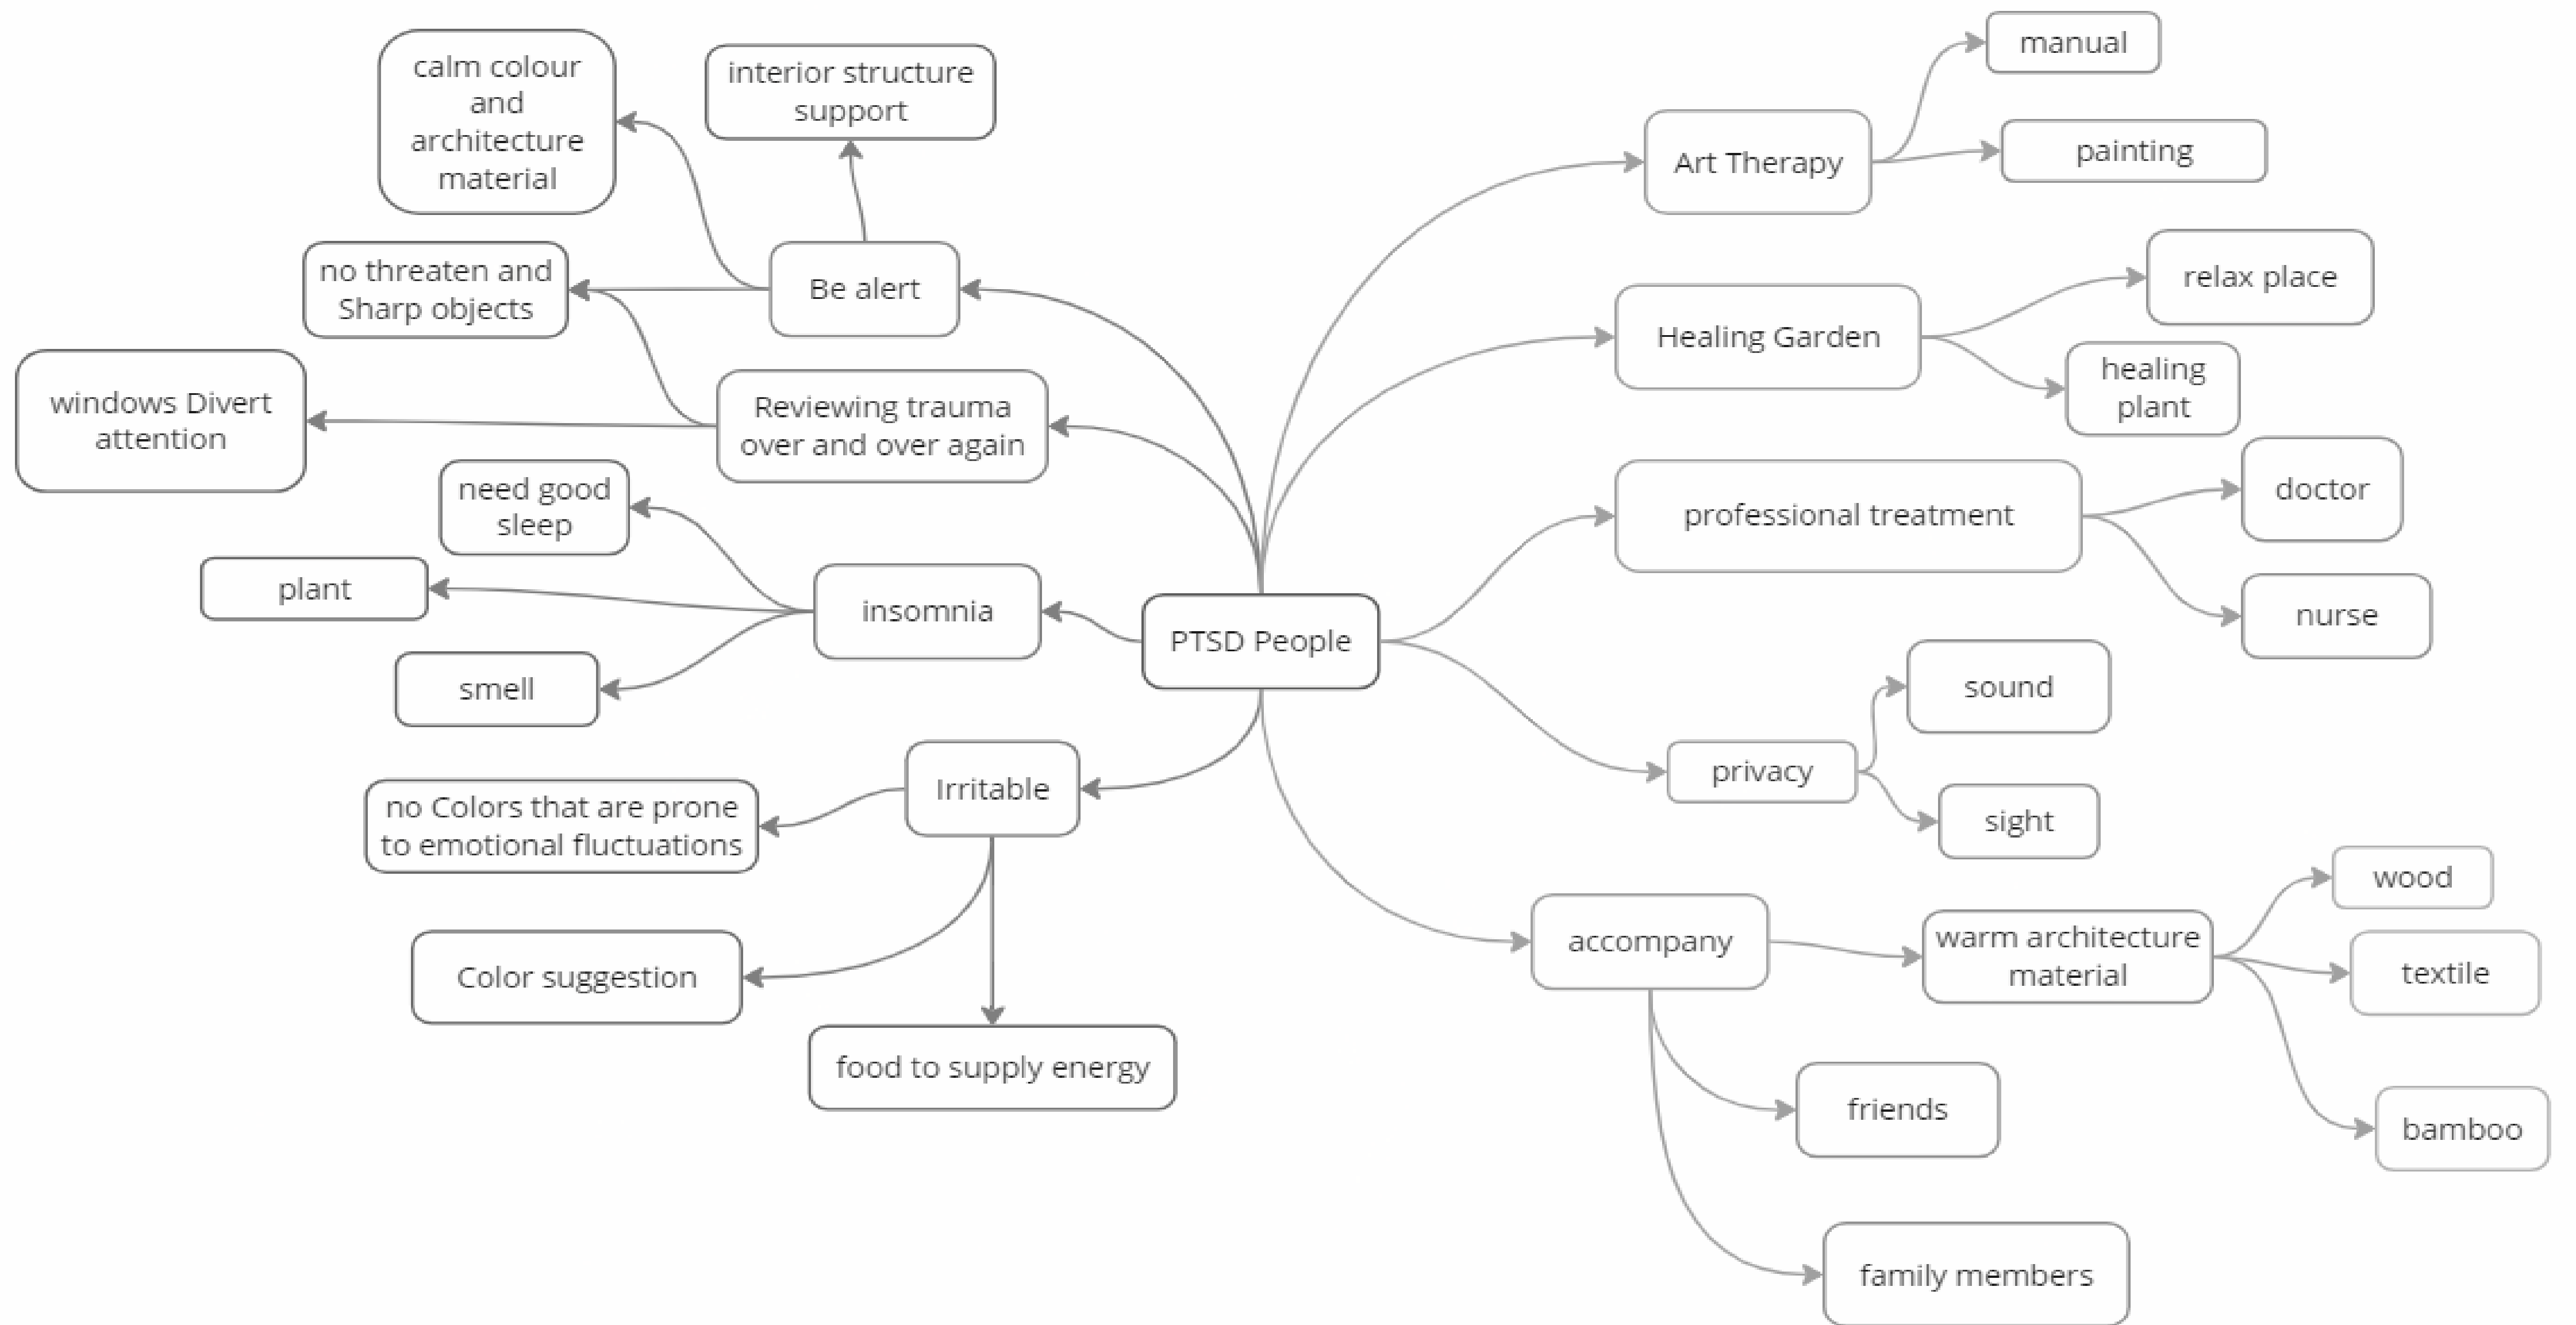 calm colour
and
architecture
material
interior structure
support
no threaten and
Sharp objects
Be alert
windows Divert
attention
Reviewing trauma
over and over again
need good
sleep
plant
insomnia
smell
PTSD People
Irritable
no Colors that are prone
to emotional fluctuations
Color suggestion
food to supply energy
Art Therapy
manual
painting
Healing Garden
relax place
healing
plant
professional treatment
doctor
nurse
privacy
sound
sight
accompany
warm architecture
material
wood
textile
bamboo
friends
family members